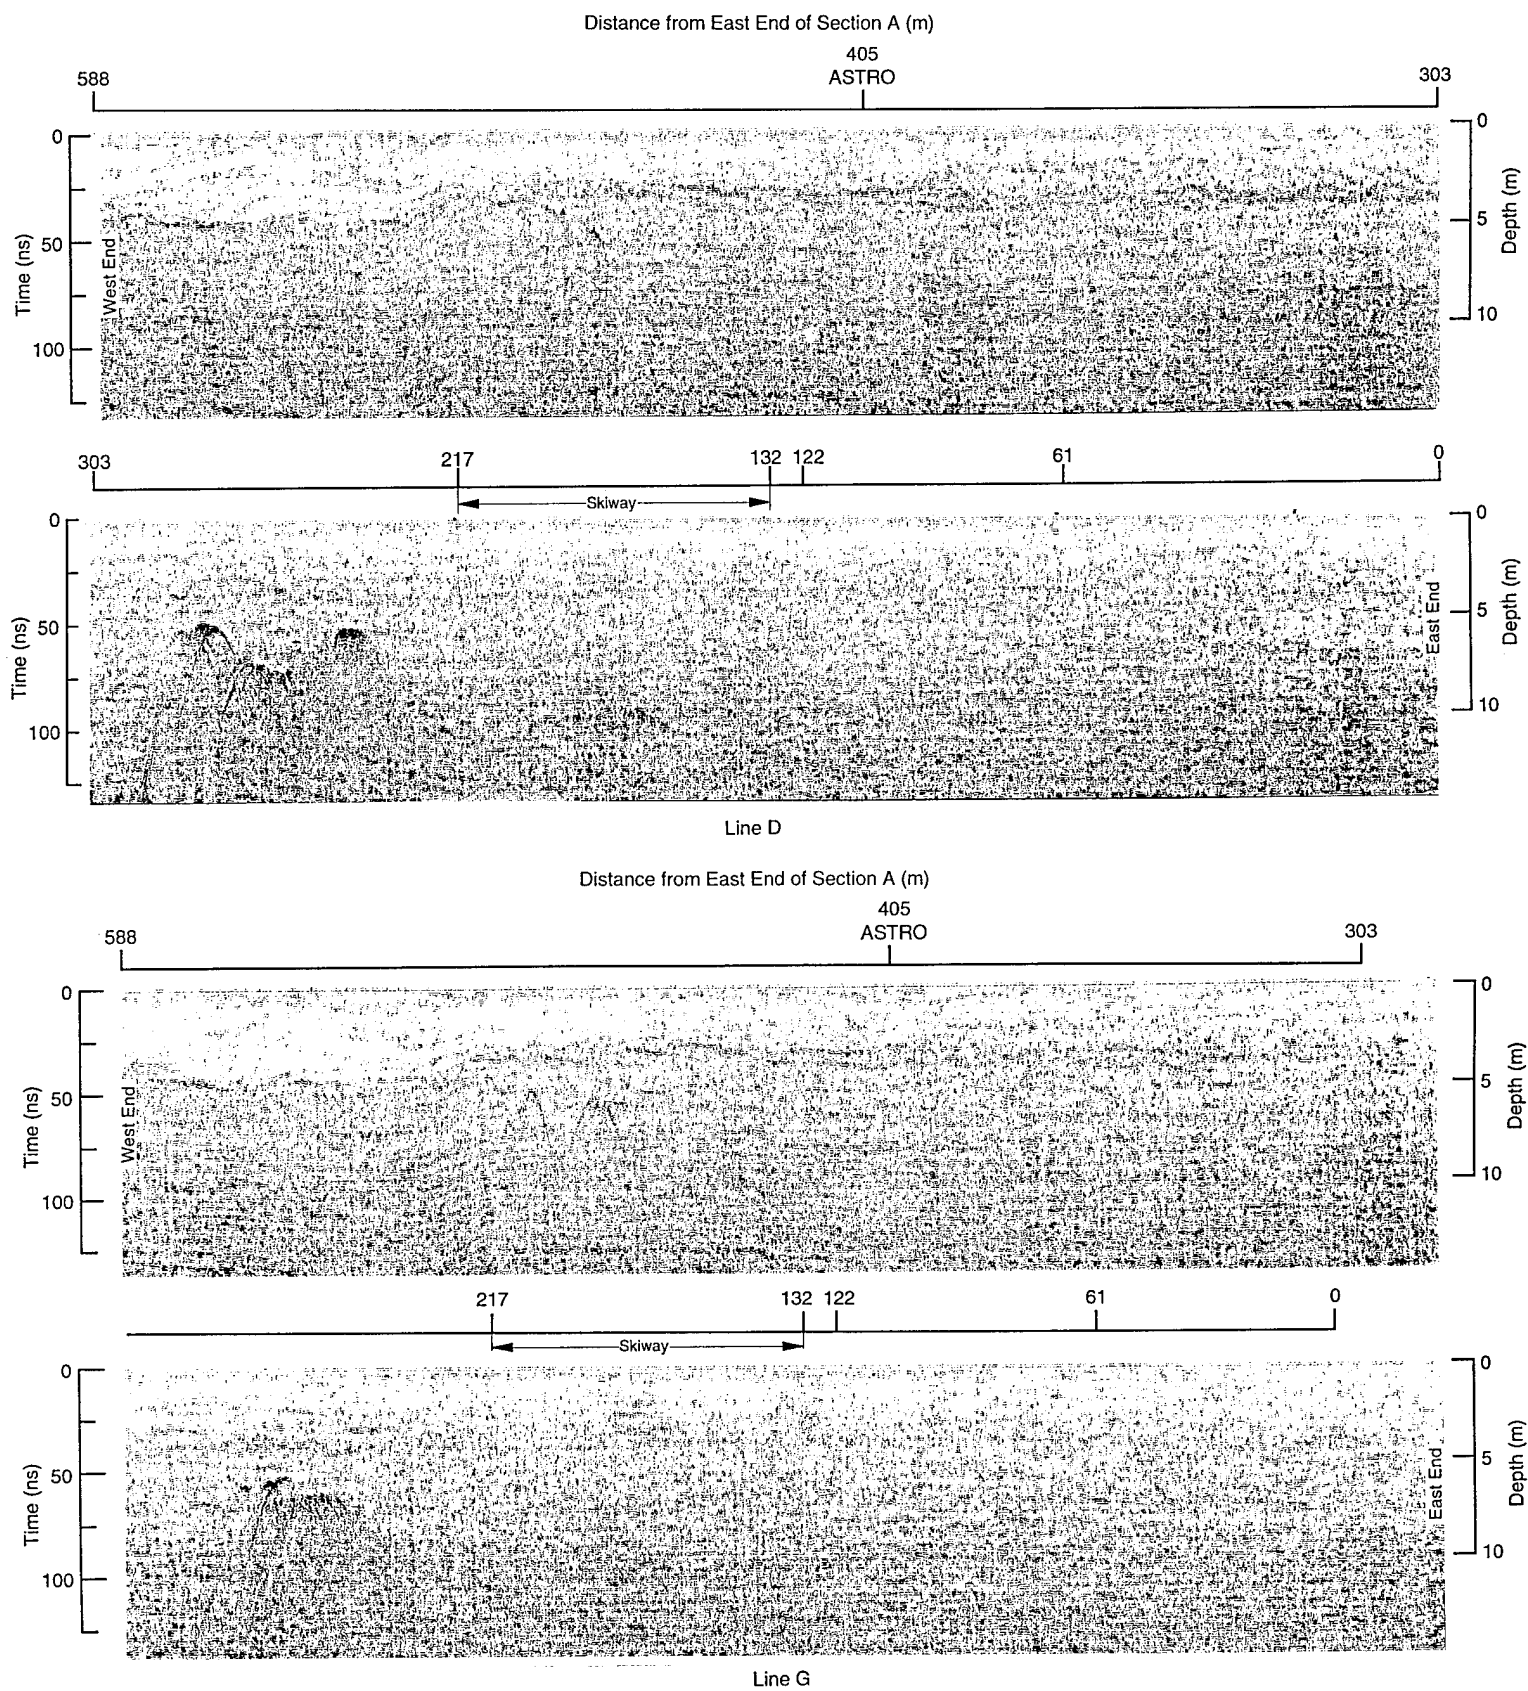 Distance from East End of Section A (m)
588
405
ASTRO
303
0
50
100
Time (ns)
West End
0
5
10
Depth (m)
303
217
132
122
61
0
Skiway
0
50
100
Time (ns)
East End
0
5
10
Depth (m)
Line D
Distance from East End of Section A (m)
588
405
ASTRO
303
0
50
100
Time (ns)
West End
0
5
10
Depth (m)
217
132
122
61
0
Skiway
0
50
100
Time (ns)
East End
0
5
10
Depth (m)
Line G